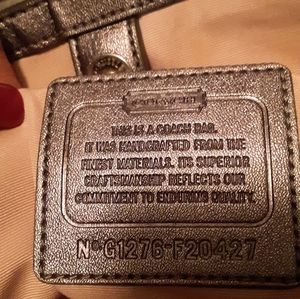 COACH
THIS IS A COACH BAG.
IT WAS HANDCRAFTED FROM THE
FINEST MATERIALS. ITS SUPERIOR
CRAFTSMANSHIP REFLECTS OUR
COMMITMENT TO ENDURING QUALITY.
Nº G1276-F20427